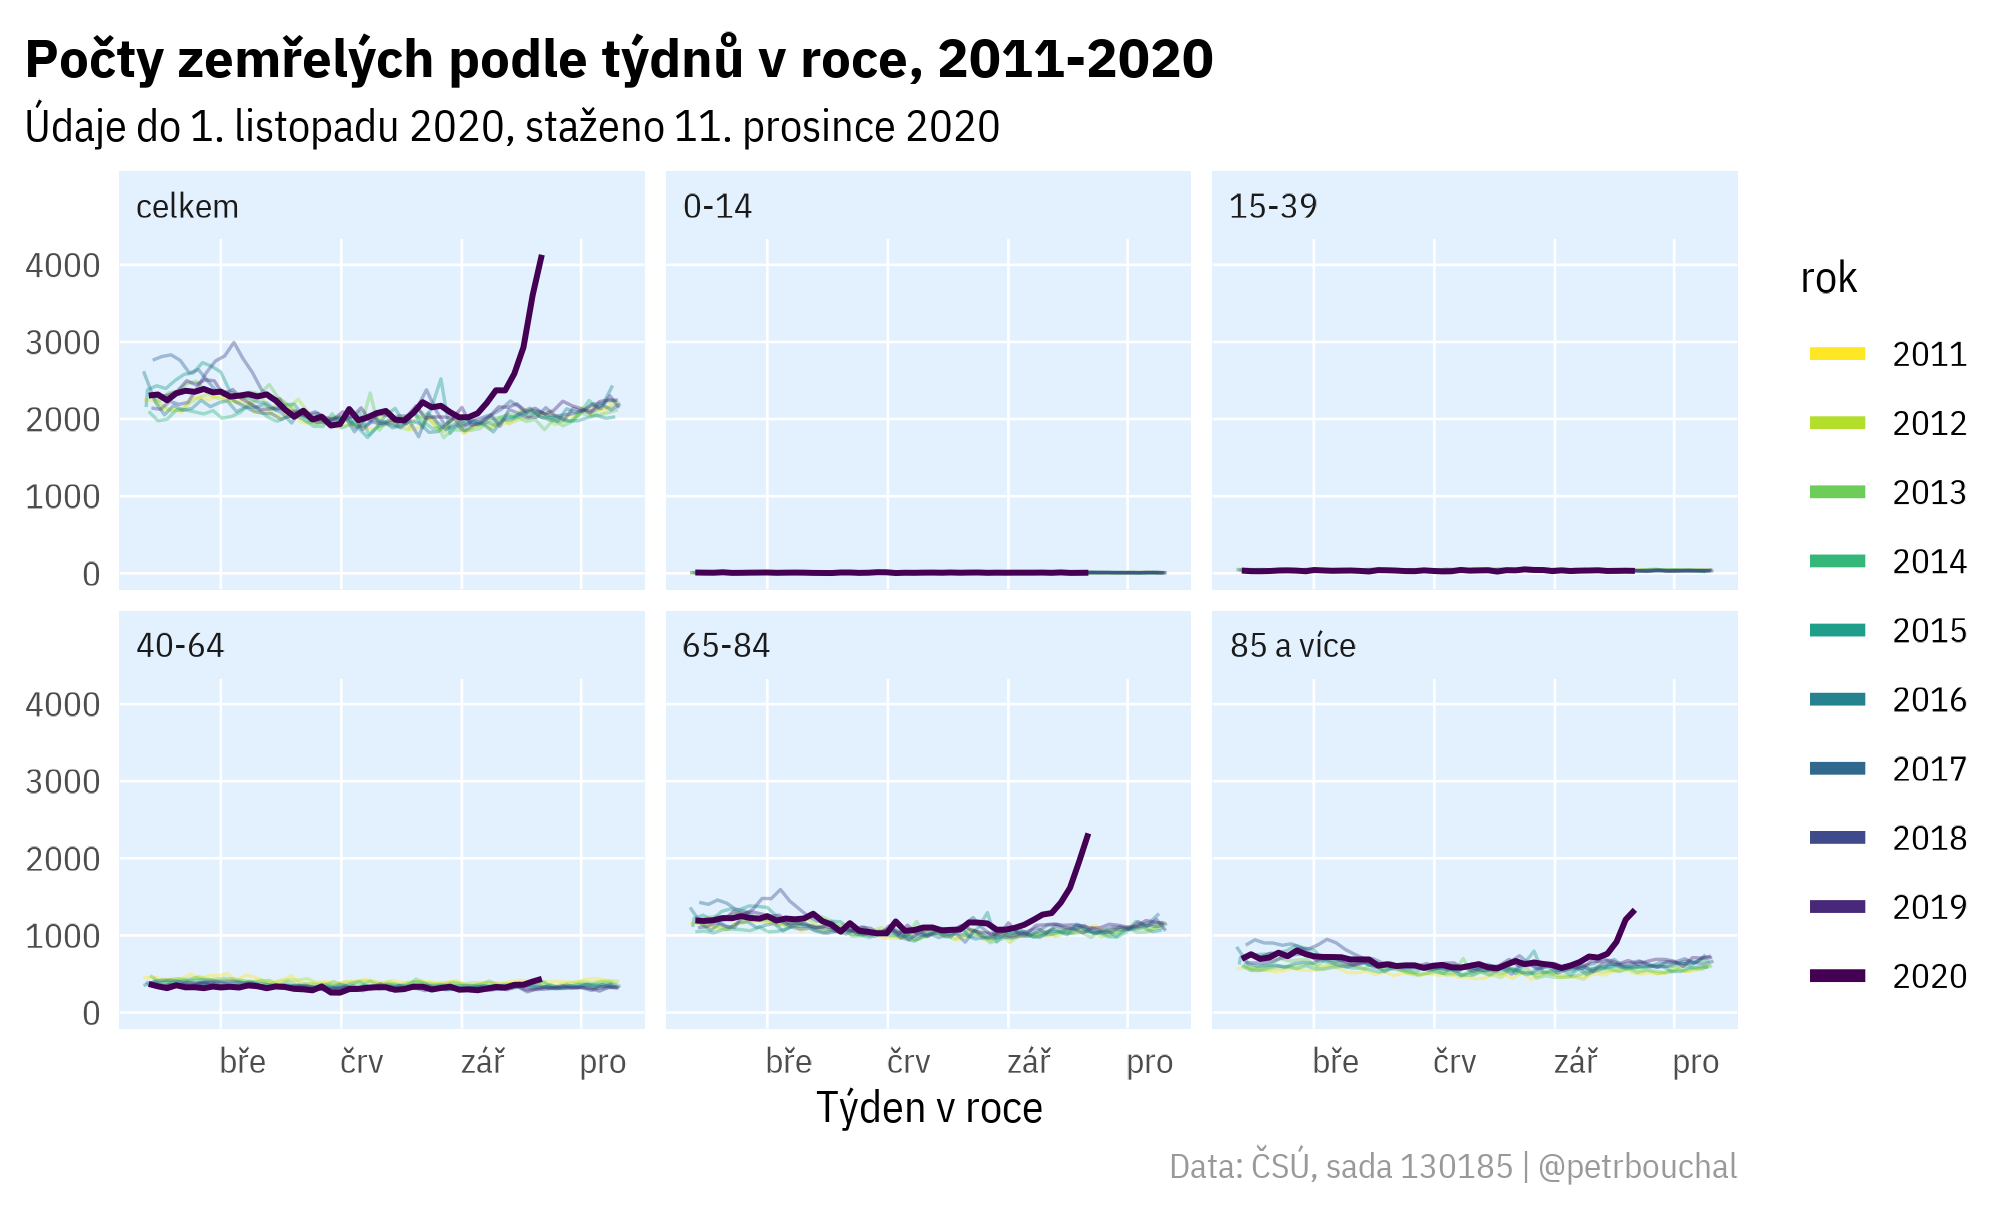 Počty zemřelých podle týdnů v roce, 2011-2020
Údaje do 1. listopadu 2020, staženo 11. prosince 2020
celkem
0-14
15-39
4000
3000
2000
1000
0
40-64
65-84
85 a více
4000
3000
2000
1000
0
bře črv zář pro
bře črv zář pro
bře črv zář pro
Týden v roce
rok
2011
2012
2013
2014
2015
2016
2017
2018
2019
2020
Data: ČSÚ, sada 130185 | @petrbouchal